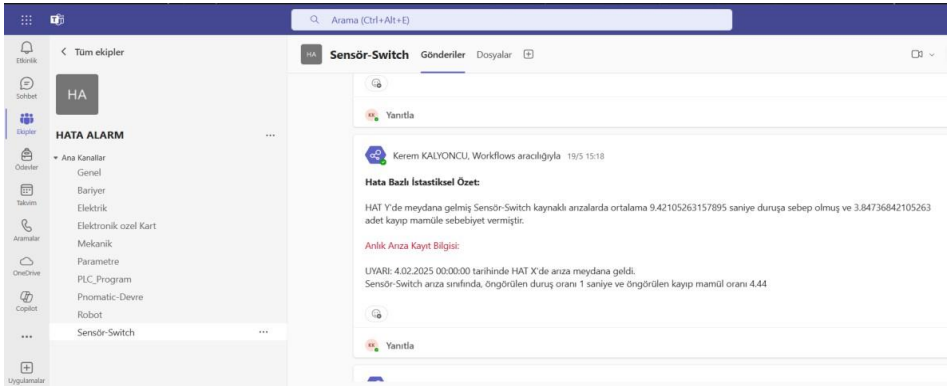 Arama (Ctrl+Alt+E)
Etkinlik
Sohbet
Ekipler
Ödevler
Takvim
Aramalar
OneDrive
Copilot
Uygulamalar
Tüm ekipler
HA
HATA ALARM
Ana Kanallar
Genel
Bariyer
Elektrik
Elektronik ozel Kart
Mekanik
Parametre
PLC_Program
Pnomatic-Devre
Robot
Sensör-Switch
HA Sensör-Switch Gönderiler Dosyalar
KK Yanıtla
Kerem KALYONCU, Workflows aracılığıyla 19/5 15:18
Hata Bazlı İstastiksel Özet:
HAT Y'de meydana gelmiş Sensör-Switch kaynaklı arızalarda ortalama 9.42105263157895 saniye duruşa sebep olmuş ve 3.84736842105263
adet kayıp mamüle sebebiyet vermiştir.
Anlık Arıza Kayıt Bilgisi:
UYARI: 4.02.2025 00:00:00 tarihinde HAT X'de arıza meydana geldi.
Sensör-Switch arıza sınıfında, öngörülen duruş oranı 1 saniye ve öngörülen kayıp mamül oranı 4.44
KK Yanıtla